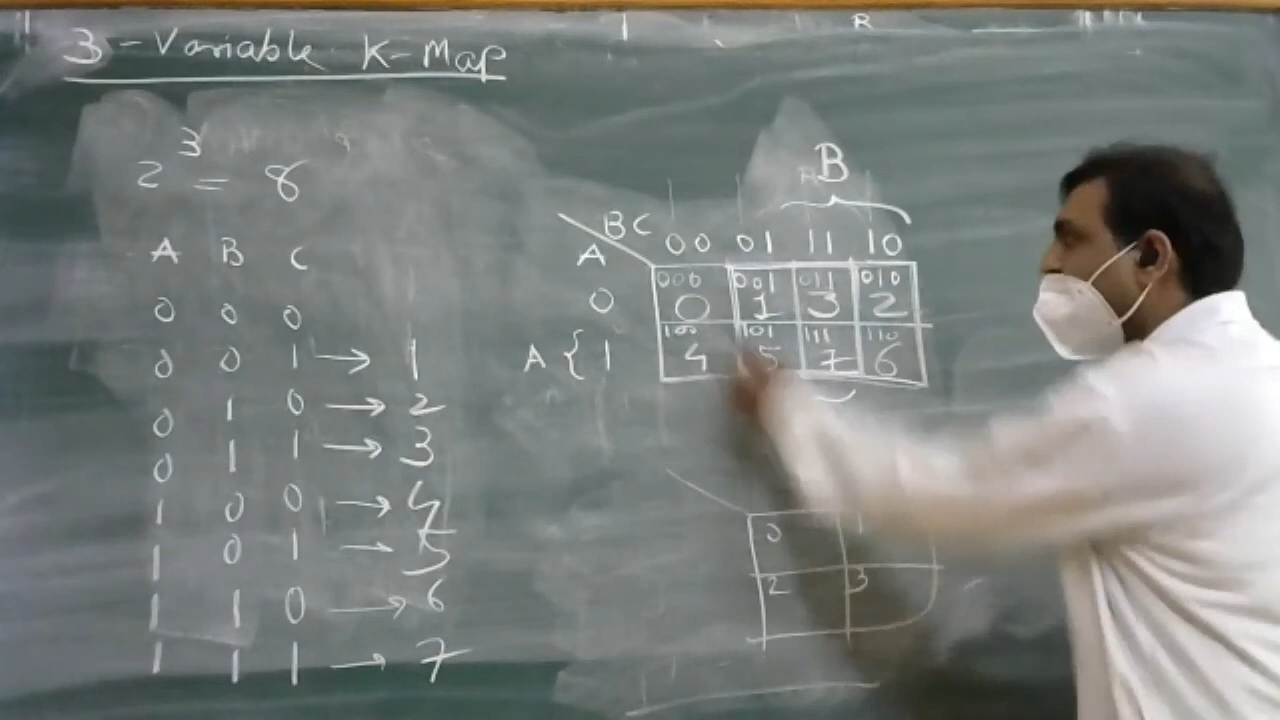 3-Variable K-Map
2³ = 8
A B C
0 0 0
0 0 1 → 1
0 1 0 → 2
0 1 1 → 3
1 0 0 → 4
1 0 1 → 5
1 1 0 → 6
1 1 1 → 7
R
B
BC
A 00 01 11 10
000 001 011 010
0 0 1 3 2
100 101 111 110
A { 1 4 5 7 6
0 1
2 3